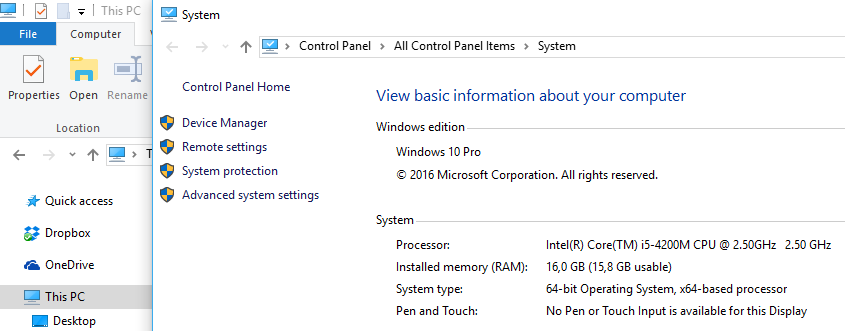 This PC
File
Computer
Properties
Open
Rename
Location
Quick access
Dropbox
OneDrive
This PC
Desktop
System
Control Panel > All Control Panel Items > System
Control Panel Home
Device Manager
Remote settings
System protection
Advanced system settings
View basic information about your computer
Windows edition
Windows 10 Pro
© 2016 Microsoft Corporation. All rights reserved.
System
Processor: Intel(R) Core(TM) i5-4200M CPU @ 2.50GHz 2.50 GHz
Installed memory (RAM): 16,0 GB (15,8 GB usable)
System type: 64-bit Operating System, x64-based processor
Pen and Touch: No Pen or Touch Input is available for this Display